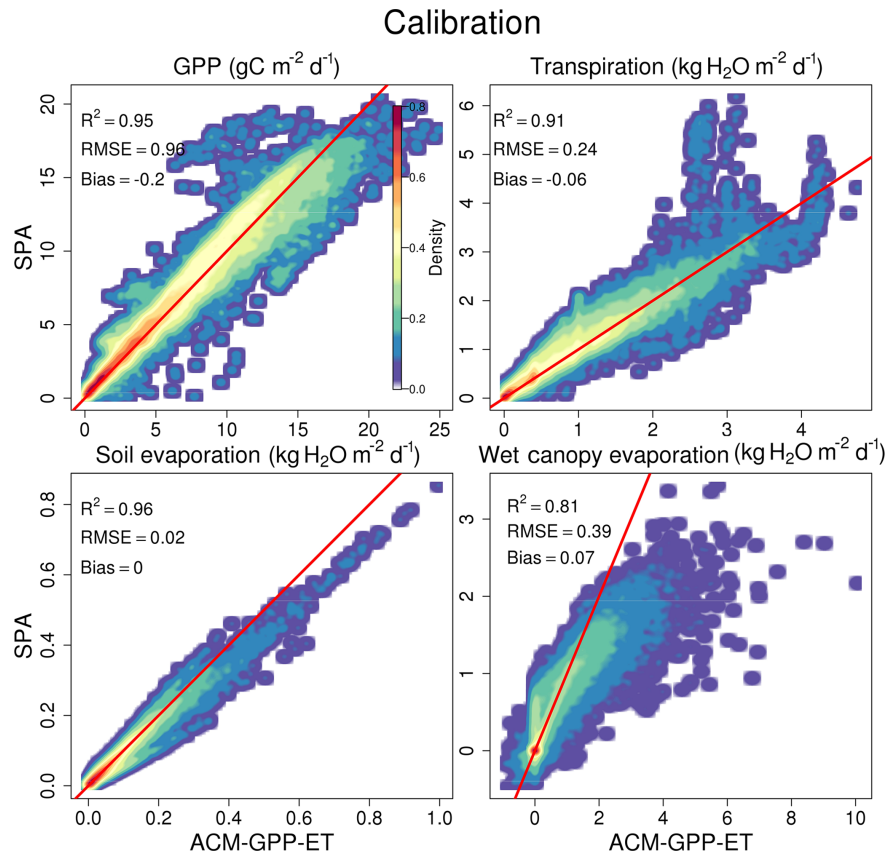 Calibration
GPP (gC m⁻² d⁻¹)
R² = 0.95
RMSE = 0.96
Bias = -0.2
SPA
20
15
10
5
0
0 5 10 15 20 25
0.8
0.6
0.4
0.2
0.0
Density
Transpiration (kg H₂O m⁻² d⁻¹)
R² = 0.91
RMSE = 0.24
Bias = -0.06
6
5
4
3
2
1
0
0 1 2 3 4
Soil evaporation (kg H₂O m⁻² d⁻¹)
R² = 0.96
RMSE = 0.02
Bias = 0
SPA
0.8
0.6
0.4
0.2
0.0
0.0 0.2 0.4 0.6 0.8 1.0
ACM-GPP-ET
Wet canopy evaporation (kg H₂O m⁻² d⁻¹)
R² = 0.81
RMSE = 0.39
Bias = 0.07
3
2
1
0
0 2 4 6 8 10
ACM-GPP-ET